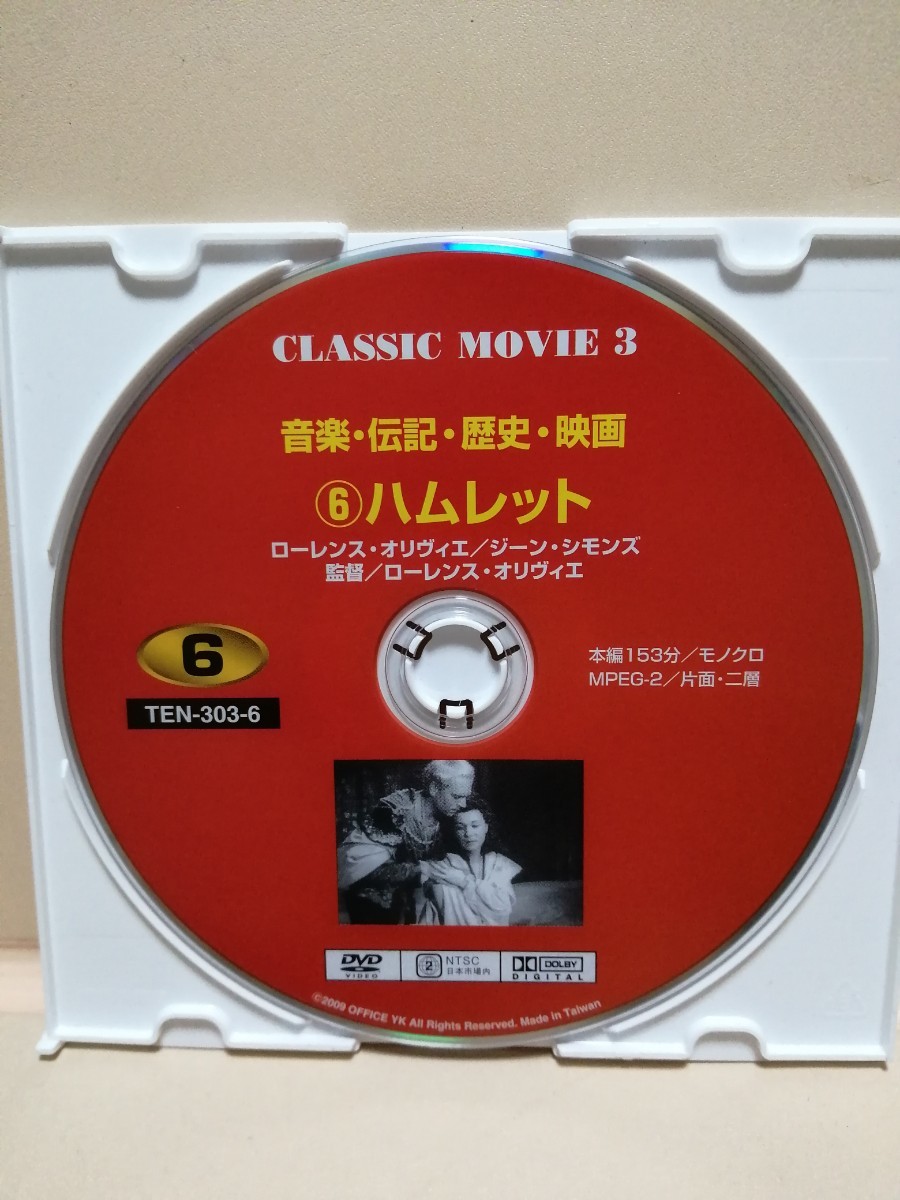 CLASSIC MOVIE 3
音楽・伝記・歴史・映画
⑥ハムレット
ローレンス・オリヴィエ／ジーン・シモンズ
監督／ローレンス・オリヴィエ
6
TEN-303-6
本編153分／モノクロ
MPEG-2／片面・二層
DVD
VIDEO
2
NTSC
日本市場内
DOLBY
DIGITAL
©2009 OFFICE YK All Rights Reserved. Made in Taiwan